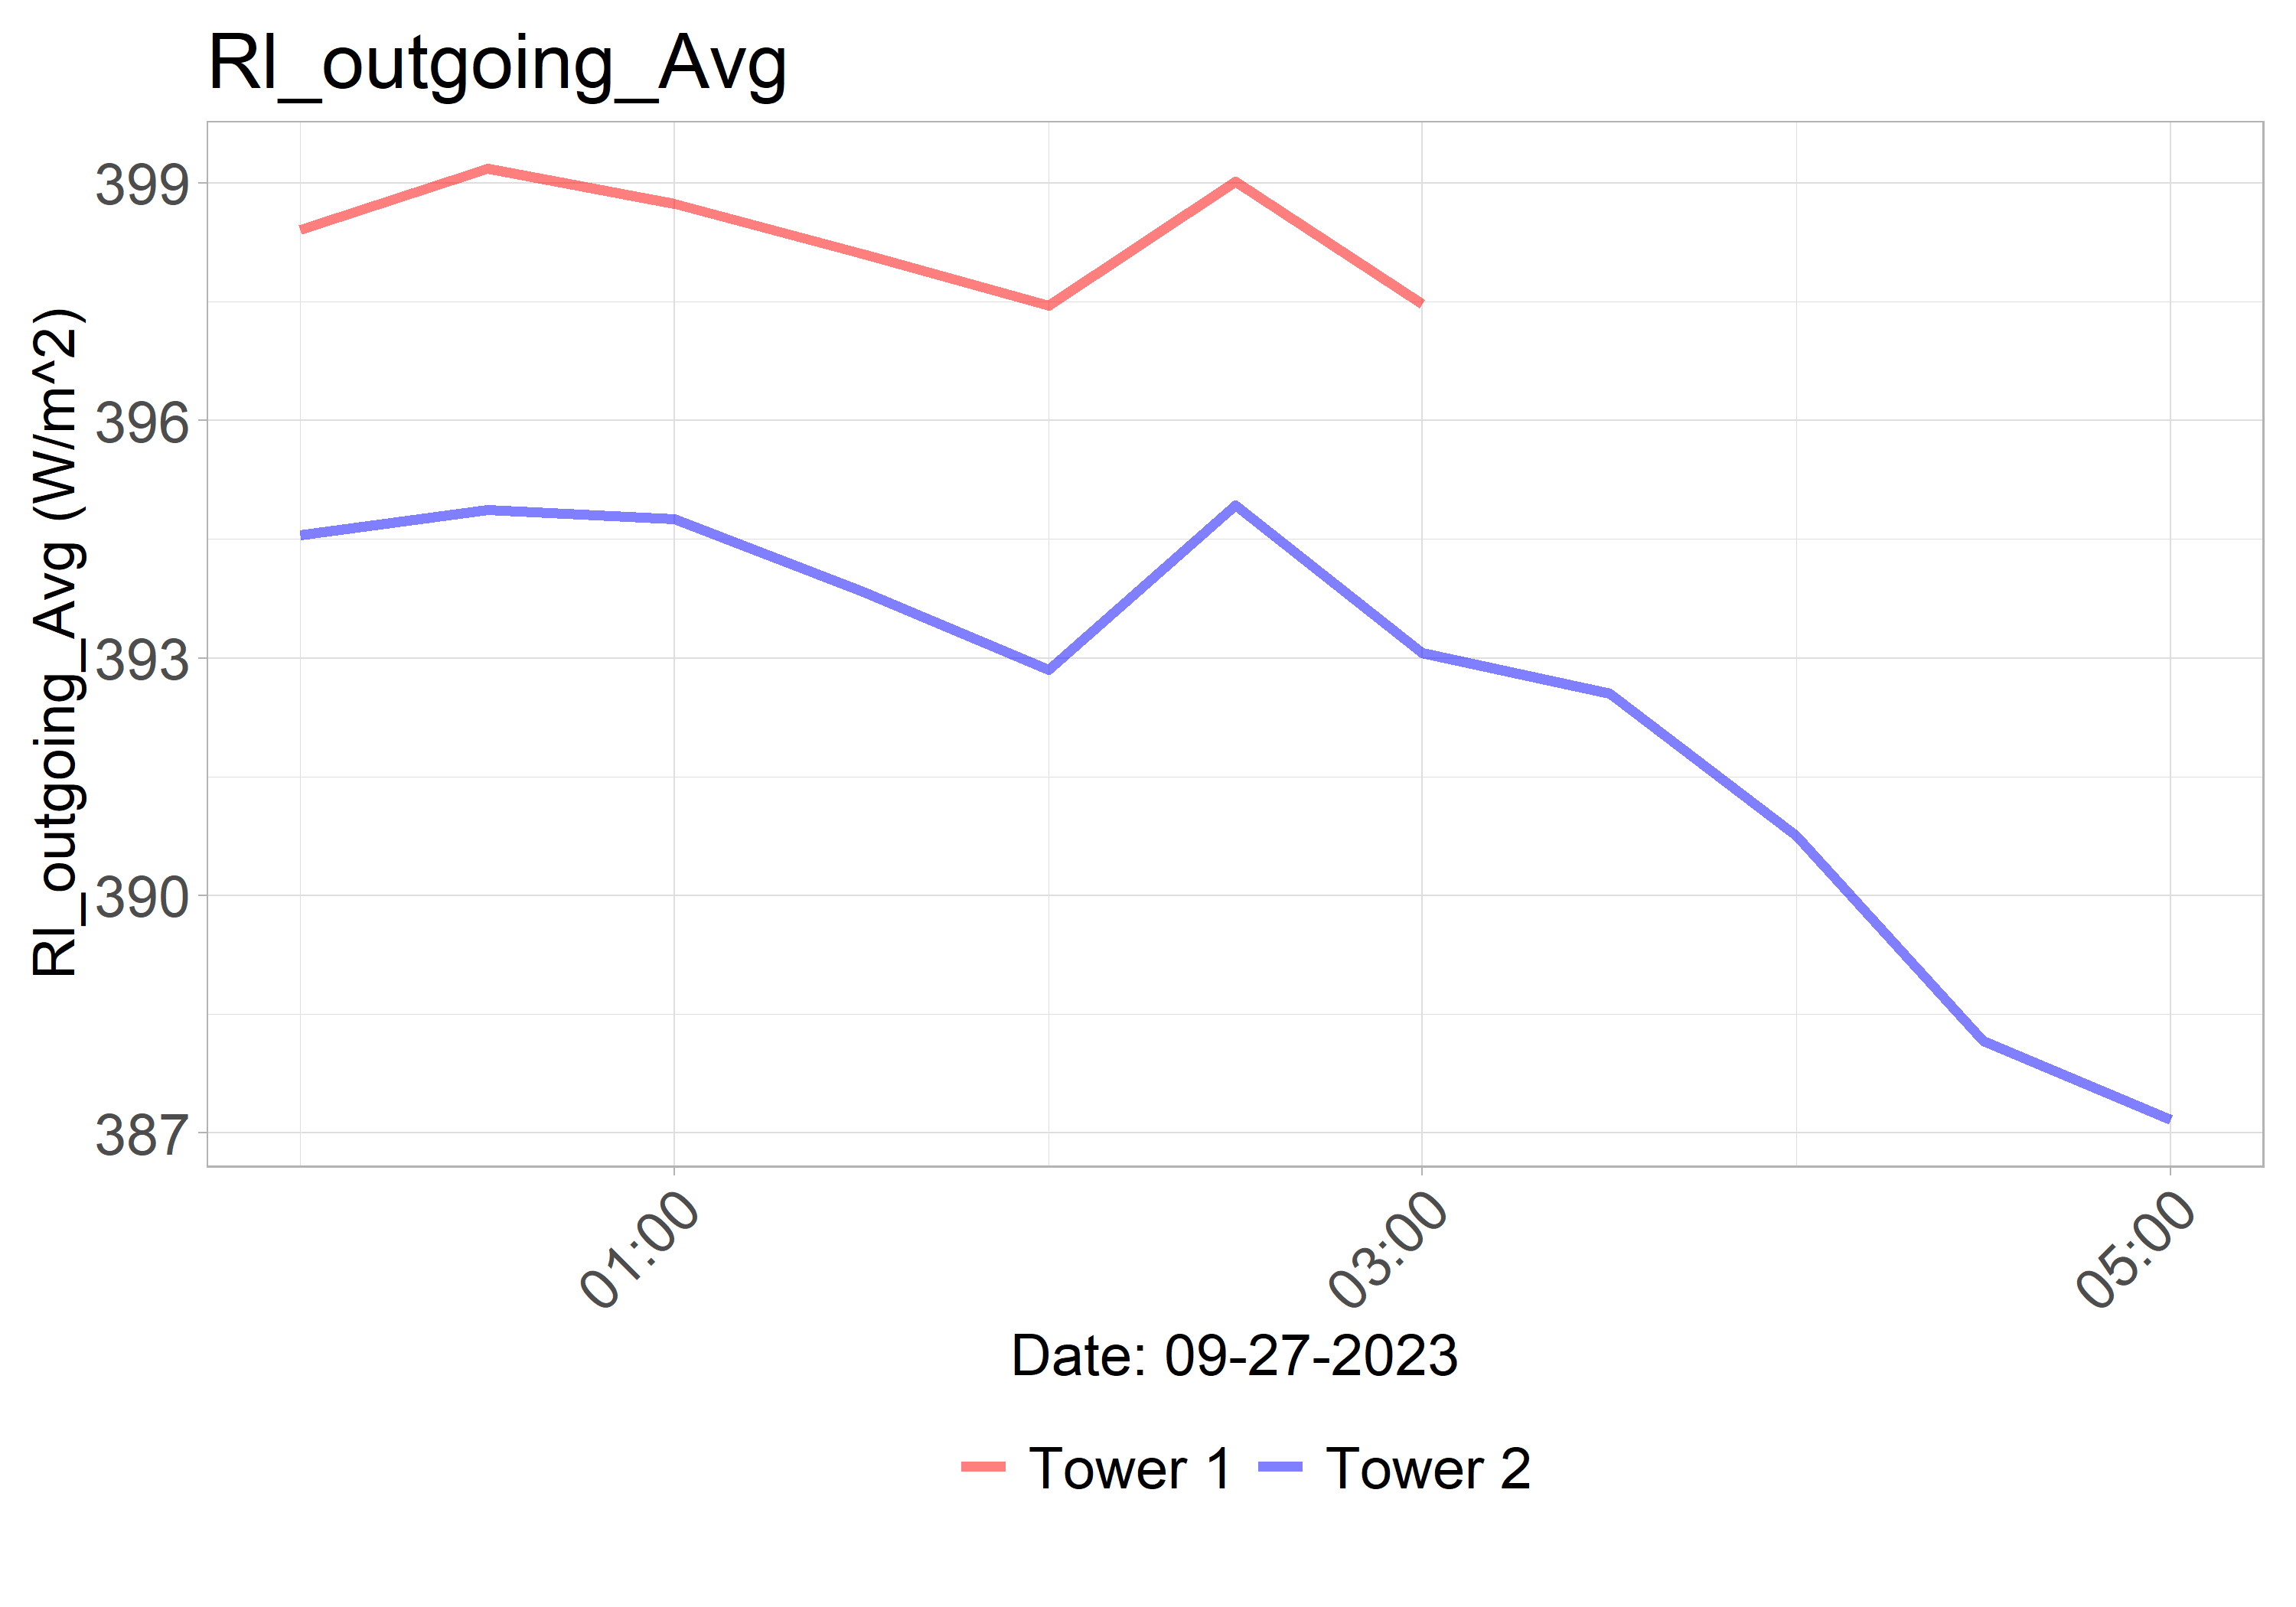 Rl_outgoing_Avg
Rl_outgoing_Avg (W/m^2)
399
396
393
390
387
01:00
03:00
05:00
Date: 09-27-2023
Tower 1
Tower 2